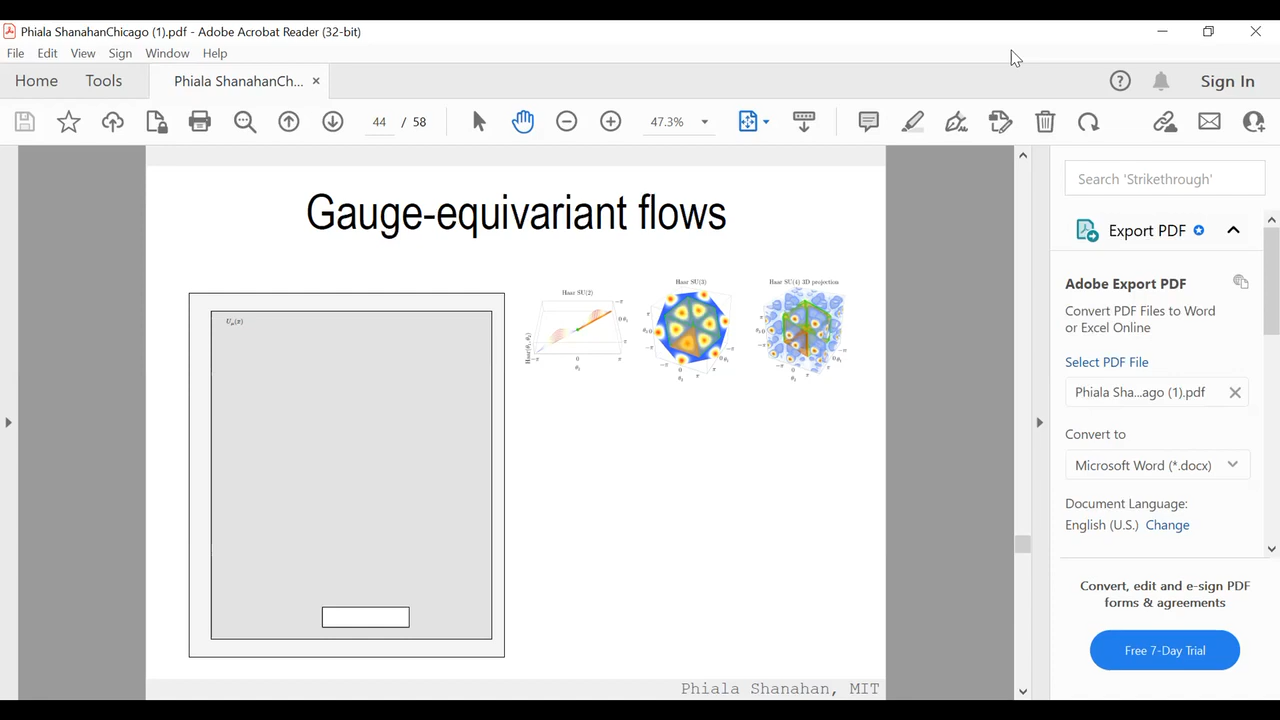 Phiala ShanahanChicago (1).pdf - Adobe Acrobat Reader (32-bit)
File Edit View Sign Window Help
Home Tools Phiala ShanahanCh... × Sign In
44 / 58 47.3%
Gauge-equivariant flows
Haar SU(2)
Haar SU(3)
Haar SU(4) 3D projection
Phiala Shanahan, MIT
Search 'Strikethrough'
Export PDF
Adobe Export PDF
Convert PDF Files to Word
or Excel Online
Select PDF File
Phiala Sha...ago (1).pdf
Convert to
Microsoft Word (*.docx)
Document Language:
English (U.S.) Change
Convert, edit and e-sign PDF
forms & agreements
Free 7-Day Trial